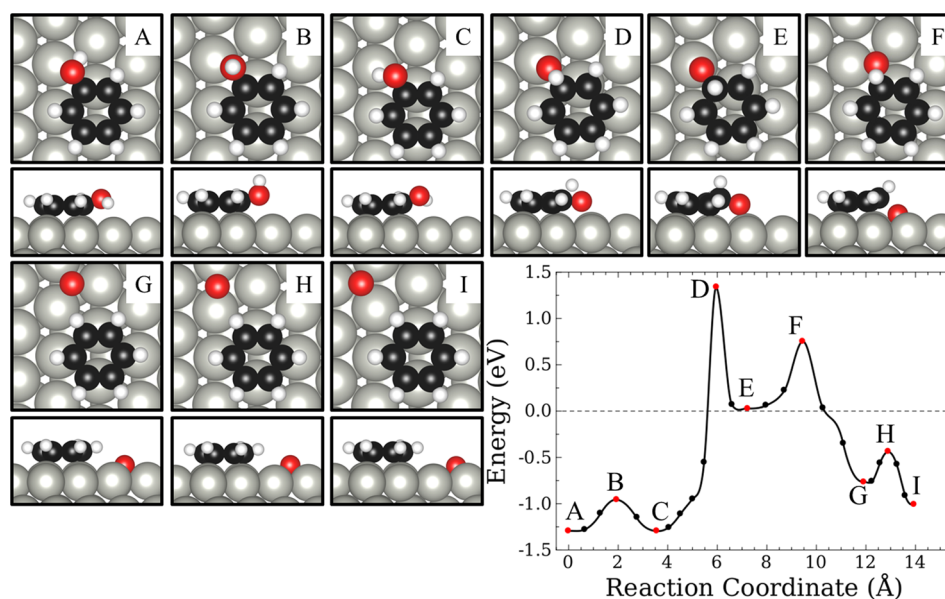 A B C D E F
G H I
1.5
1.0
0.5
0.0
-0.5
-1.0
-1.5
Energy (eV)
D
F
E
H
B
A
C
G
I
0 2 4 6 8 10 12 14
Reaction Coordinate (Å)